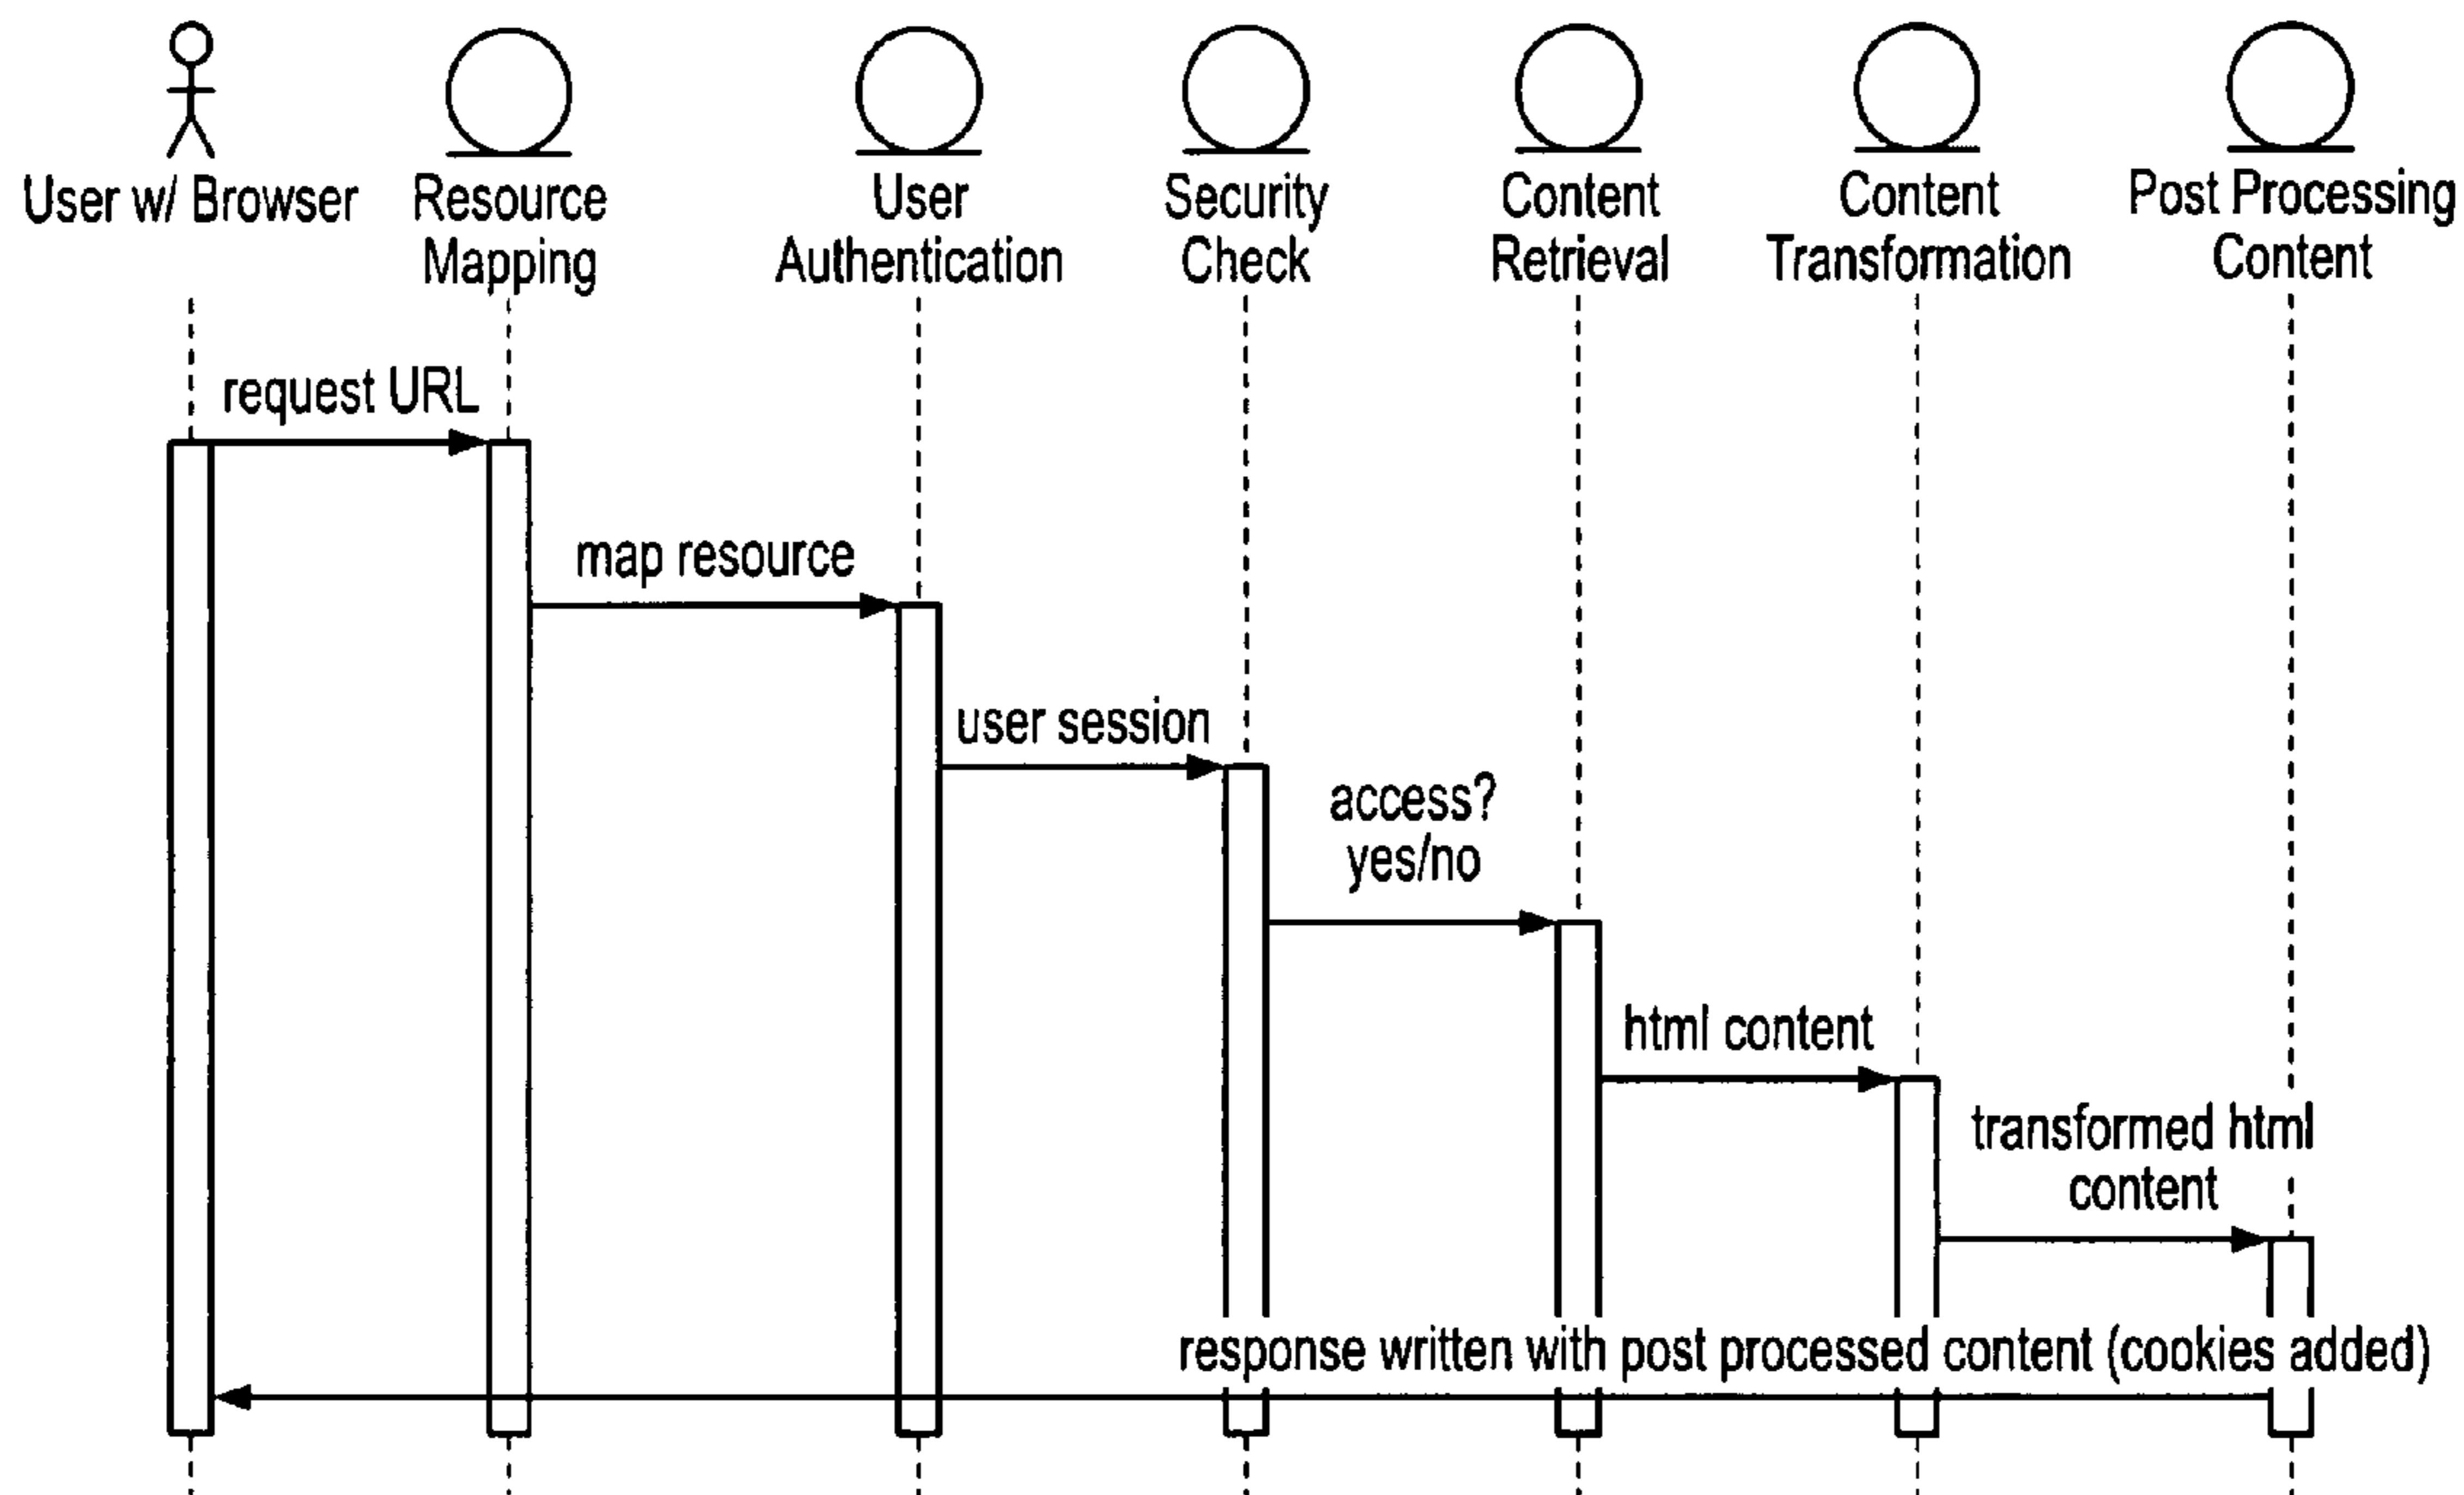 User w/ Browser
Resource
Mapping
User
Authentication
Security
Check
Content
Retrieval
Content
Transformation
Post Processing
Content
request URL
map resource
user session
access?
yes/no
html content
transformed html
content
response written with post processed content (cookies added)